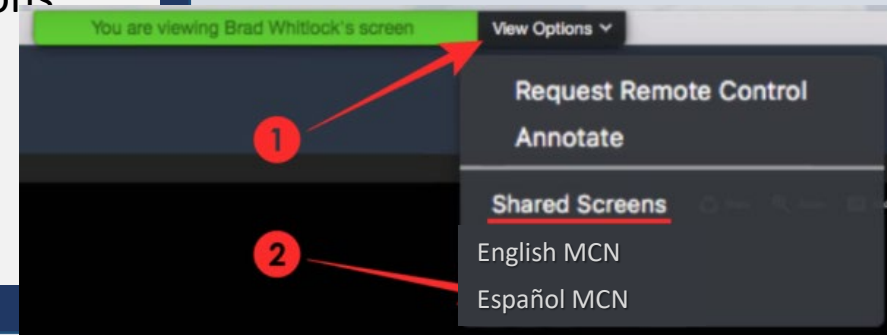 You are viewing Brad Whitlock's screen
View Options
Request Remote Control
Annotate
1
Shared Screens
2
English MCN
Español MCN